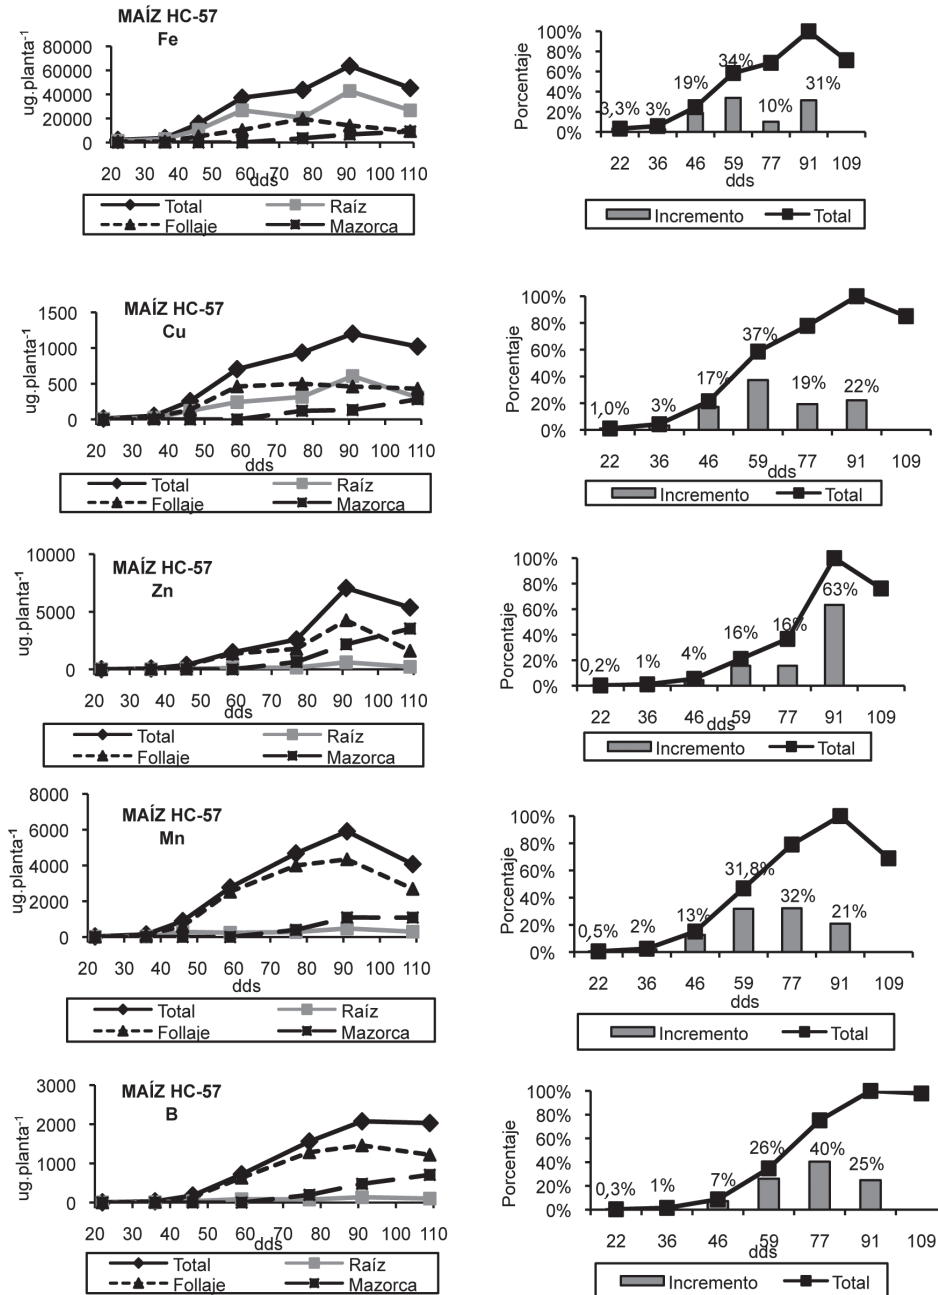 MAÍZ HC-57
Fe
ug.planta-1
80000
60000
40000
20000
0
20 30 40 50 60 70 80 90 100 110
dds
Total Raíz
Follaje Mazorca
Porcentaje
100%
80%
60%
40%
20%
0%
3,3% 3% 19% 34% 10% 31%
22 36 46 59 77 91 109
dds
Incremento Total
MAÍZ HC-57
Cu
ug.planta-1
1500
1000
500
0
20 30 40 50 60 70 80 90 100 110
dds
Total Raíz
Follaje Mazorca
Porcentaje
100%
80%
60%
40%
20%
0%
1,0% 3% 17% 37% 19% 22%
22 36 46 59 77 91 109
dds
Incremento Total
MAÍZ HC-57
Zn
ug.planta-1
10000
5000
0
20 30 40 50 60 70 80 90 100 110
dds
Total Raíz
Follaje Mazorca
Porcentaje
100%
80%
60%
40%
20%
0%
0,2% 1% 4% 16% 16% 63%
22 36 46 59 77 91 109
dds
Incremento Total
MAÍZ HC-57
Mn
ug.planta-1
8000
6000
4000
2000
0
20 30 40 50 60 70 80 90 100 110
dds
Total Raíz
Follaje Mazorca
Porcentaje
100%
80%
60%
40%
20%
0%
0,5% 2% 13% 31,8% 32% 21%
22 36 46 59 77 91 109
dds
Incremento Total
MAÍZ HC-57
B
ug.planta-1
3000
2000
1000
0
20 30 40 50 60 70 80 90 100 110
dds
Total Raíz
Follaje Mazorca
Porcentaje
100%
80%
60%
40%
20%
0%
0,3% 1% 7% 26% 40% 25%
22 36 46 59 77 91 109
dds
Incremento Total